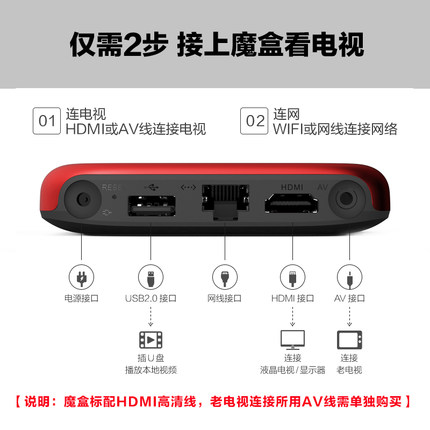 仅需2步 接上魔盒看电视
01 连电视
HDMI或AV线连接电视
02 连网
WIFI或网线连接网络
HDMI
AV
电源接口
USB2.0 接口
网线接口
HDMI 接口
AV 接口
插U盘
播放本地视频
连接
液晶电视/显示器
连接
老电视
【 说明：魔盒标配HDMI高清线，老电视连接所用AV线需单独购买 】